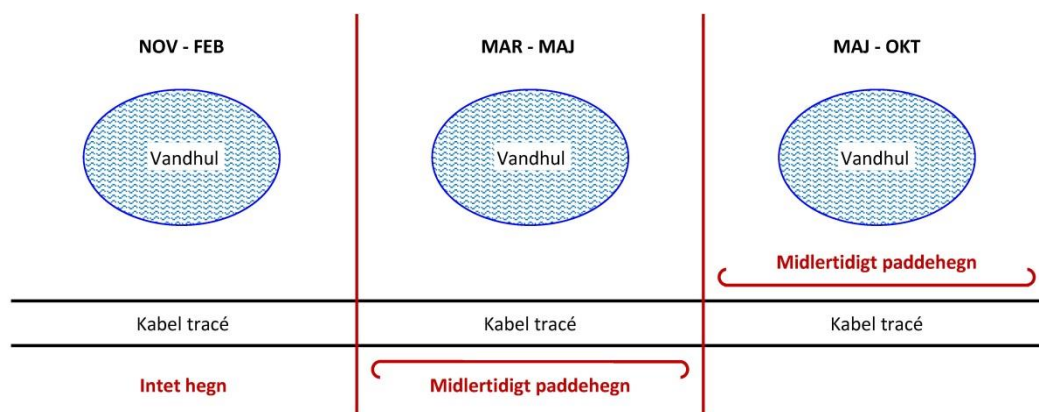 NOV - FEB
MAR - MAJ
MAJ - OKT
Vandhul
Vandhul
Vandhul
Midlertidigt paddehegn
Kabel tracé
Kabel tracé
Kabel tracé
Intet hegn
Midlertidigt paddehegn